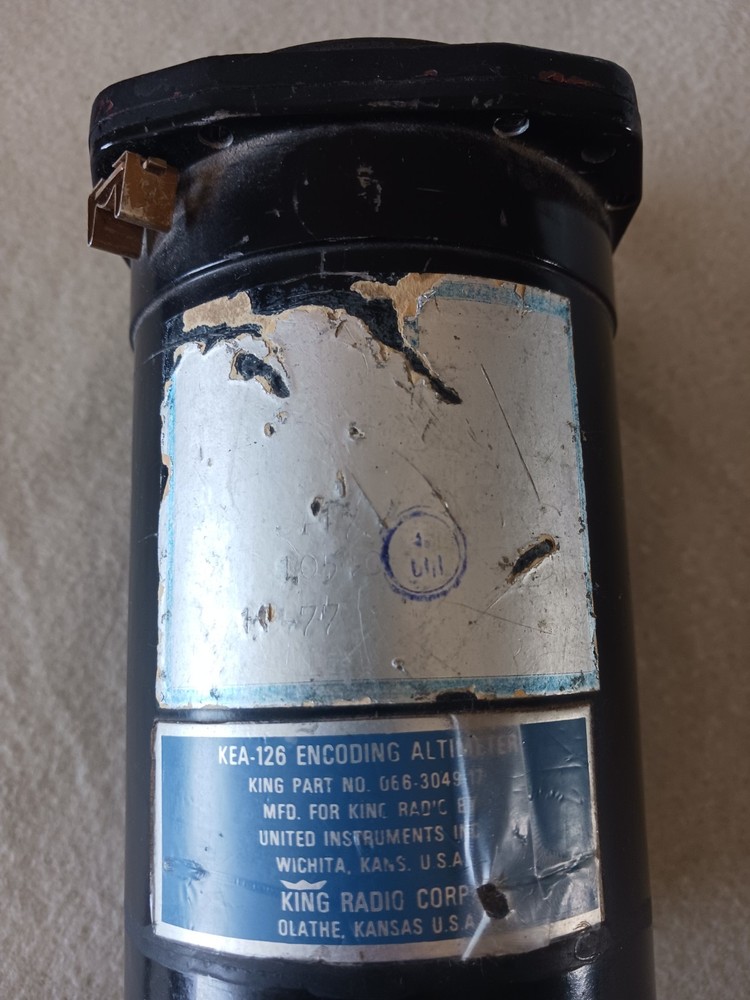 KEA-126 ENCODING ALTIMETER
KING PART NO. 066-3049-17
MFD. FOR KING RADIO BY
UNITED INSTRUMENTS INC
WICHITA, KANS. U.S.A.
KING RADIO CORP
OLATHE, KANSAS U.S.A.